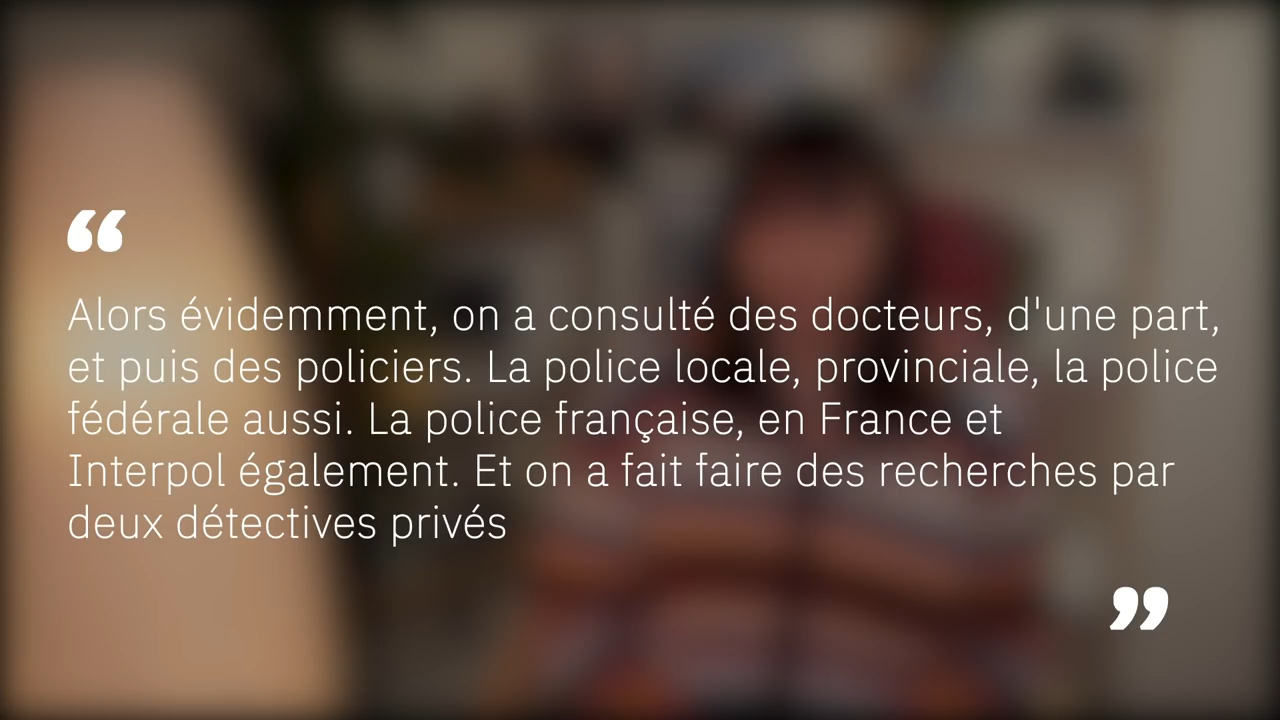 “
Alors évidemment, on a consulté des docteurs, d'une part,
et puis des policiers. La police locale, provinciale, la police
fédérale aussi. La police française, en France et
Interpol également. Et on a fait faire des recherches par
deux détectives privés
”